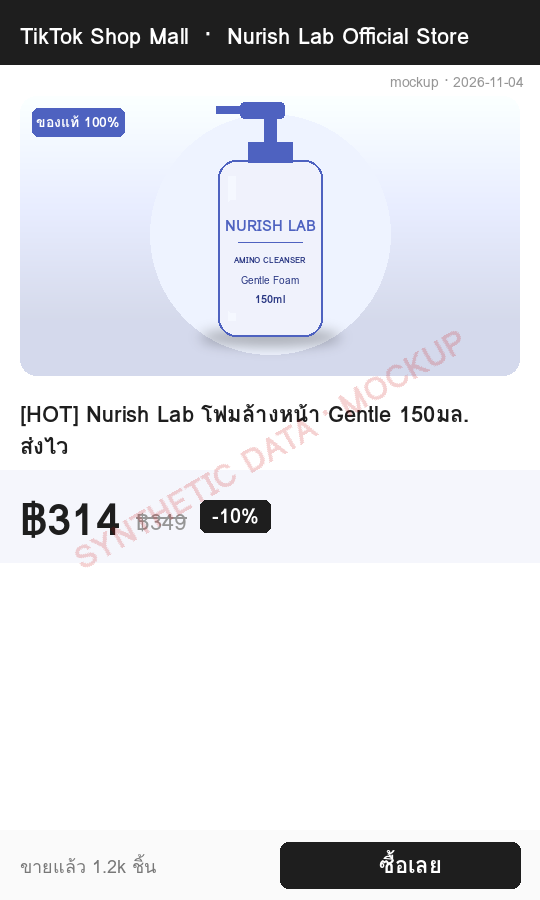 TikTok Shop Mall · Nurish Lab Official Store
mockup · 2026-11-04
ของแท้ 100%
NURISH LAB
AMINO CLEANSER
Gentle Foam
150ml
[HOT] Nurish Lab โฟมล้างหน้า Gentle 150มล.
ส่งไว
SYNTHETIC DATA · MOCKUP
฿314 ฿349 -10%
ขายแล้ว 1.2k ชิ้น
ซื้อเลย